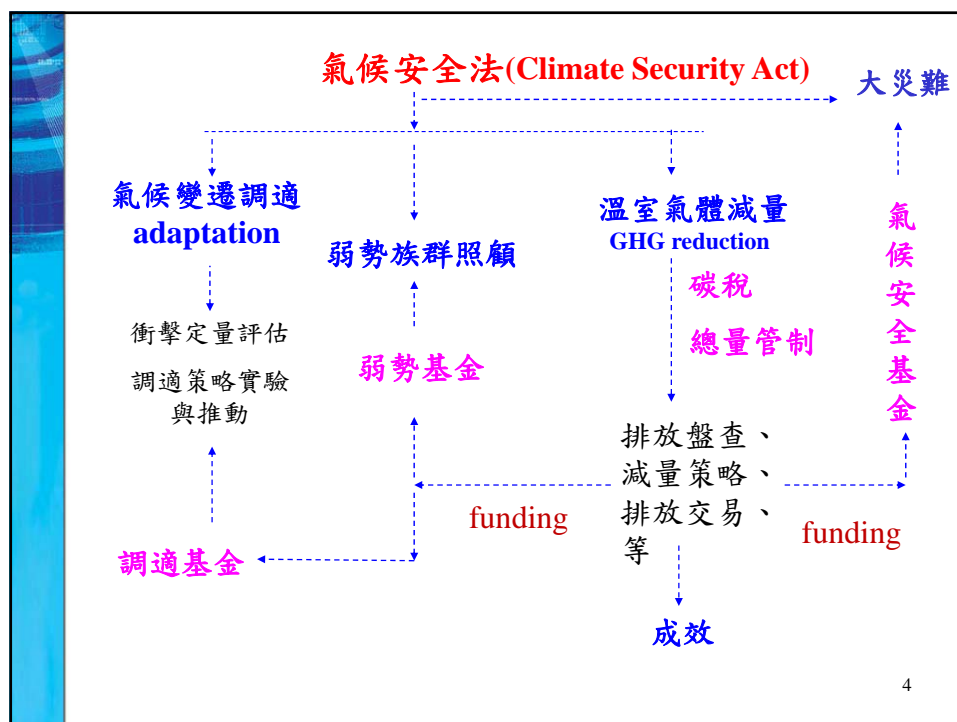 氣候安全法(Climate Security Act)
大災難
氣候變遷調適
adaptation
弱勢族群照顧
溫室氣體減量
GHG reduction
碳稅
總量管制
氣候安全基金
衝擊定量評估
調適策略實驗
與推動
弱勢基金
排放盤查、
減量策略、
排放交易、
等
funding
funding
調適基金
成效
4